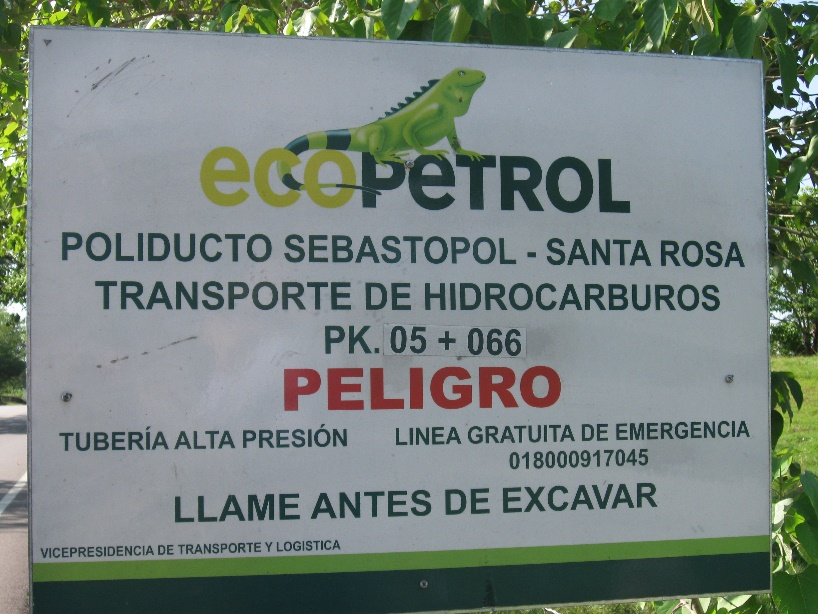 ecoPETROL
POLIDUCTO SEBASTOPOL - SANTA ROSA
TRANSPORTE DE HIDROCARBUROS
PK. 05 + 066
PELIGRO
TUBERÍA ALTA PRESIÓN
LINEA GRATUITA DE EMERGENCIA
018000917045
LLAME ANTES DE EXCAVAR
VICEPRESIDENCIA DE TRANSPORTE Y LOGISTICA